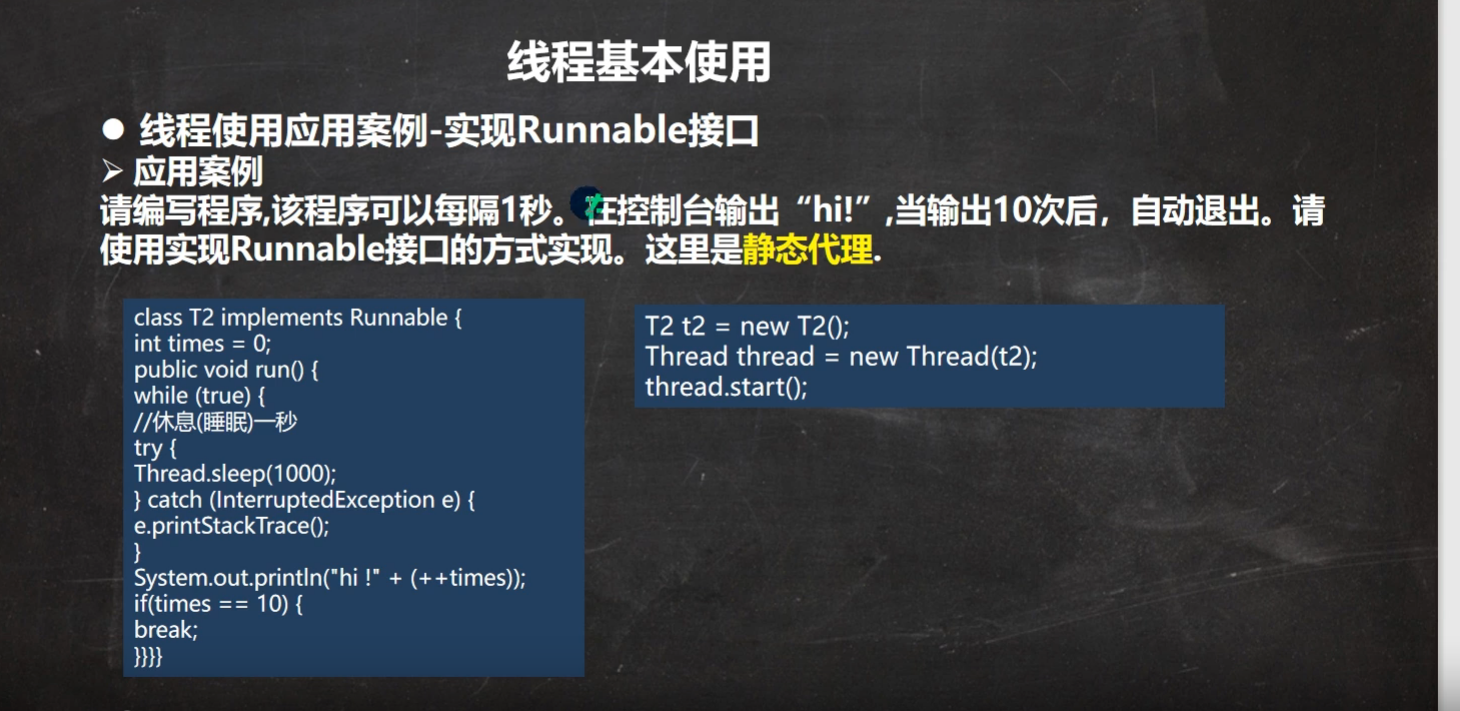 线程基本使用
● 线程使用应用案例-实现Runnable接口
➢ 应用案例
请编写程序,该程序可以每隔1秒。在控制台输出“hi!”,当输出10次后，自动退出。请
使用实现Runnable接口的方式实现。这里是静态代理.
class T2 implements Runnable {
int times = 0;
public void run() {
while (true) {
//休息(睡眠)一秒
try {
Thread.sleep(1000);
} catch (InterruptedException e) {
e.printStackTrace();
}
System.out.println("hi !" + (++times));
if(times == 10) {
break;
}}}}
T2 t2 = new T2();
Thread thread = new Thread(t2);
thread.start();